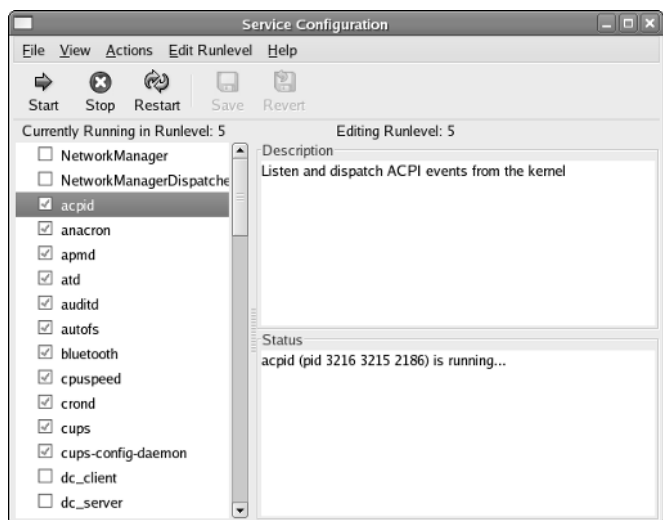 Service Configuration
File View Actions Edit Runlevel Help
Start Stop Restart Save Revert
Currently Running in Runlevel: 5 Editing Runlevel: 5
NetworkManager
NetworkManagerDispatche
acpid
anacron
apmd
atd
auditd
autofs
bluetooth
cpuspeed
crond
cups
cups-config-daemon
dc_client
dc_server
Description
Listen and dispatch ACPI events from the kernel
Status
acpid (pid 3216 3215 2186) is running...